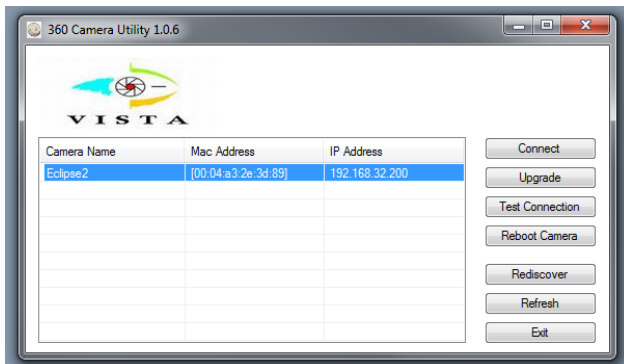 360 Camera Utility 1.0.6
VISTA
Camera Name Mac Address IP Address
Eclipse2 [00:04:a3:2e:3d:89] 192.168.32.200
Connect
Upgrade
Test Connection
Reboot Camera
Rediscover
Refresh
Exit